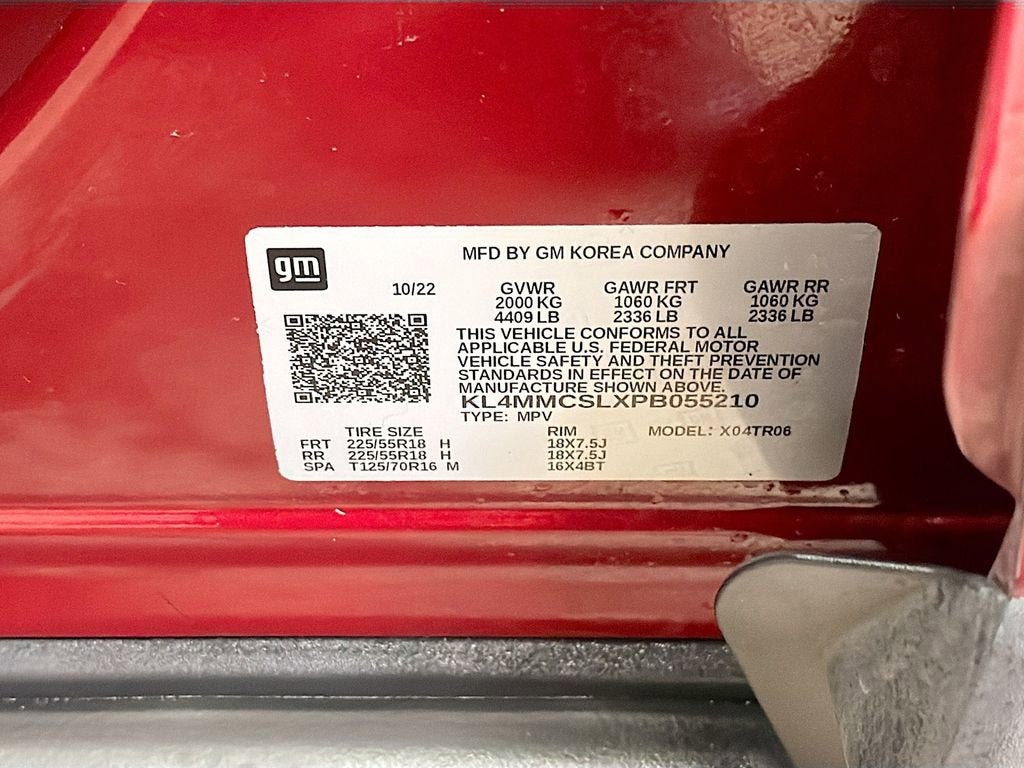 gm
MFD BY GM KOREA COMPANY
10/22 GVWR GAWR FRT GAWR RR
2000 KG 1060 KG 1060 KG
4409 LB 2336 LB 2336 LB
THIS VEHICLE CONFORMS TO ALL
APPLICABLE U.S. FEDERAL MOTOR
VEHICLE SAFETY AND THEFT PREVENTION
STANDARDS IN EFFECT ON THE DATE OF
MANUFACTURE SHOWN ABOVE.
KL4MMCSLXPB055210
TYPE: MPV
TIRE SIZE RIM MODEL: X04TR06
FRT 225/55R18 H 18X7.5J
RR 225/55R18 H 18X7.5J
SPA T125/70R16 M 16X4BT